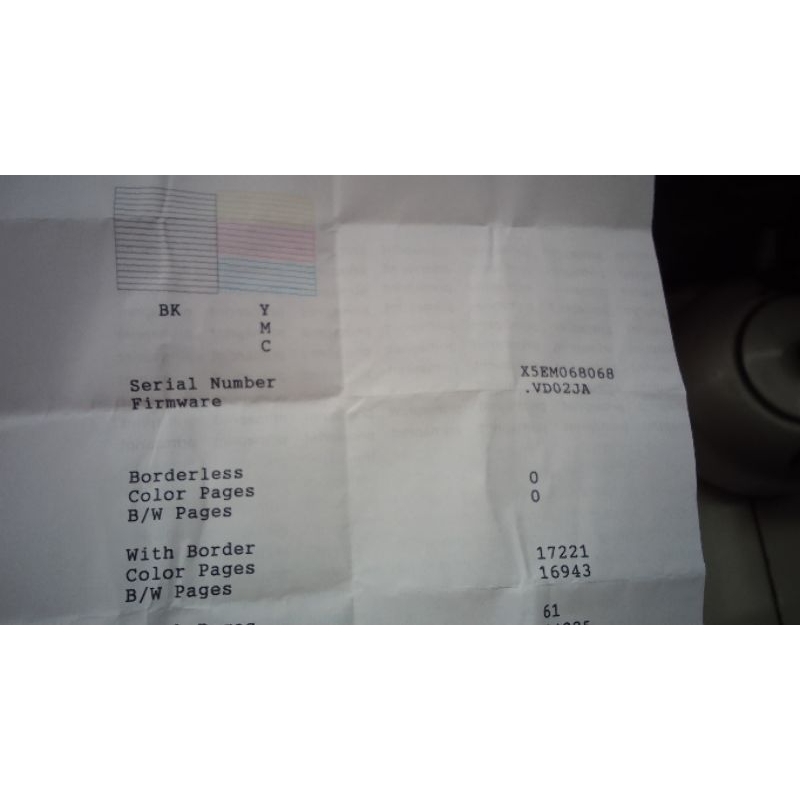 BK Y
M
C
Serial Number X5EM068068
Firmware .VD02JA
Borderless
Color Pages 0
B/W Pages 0
With Border
Color Pages 17221
B/W Pages 16943
61